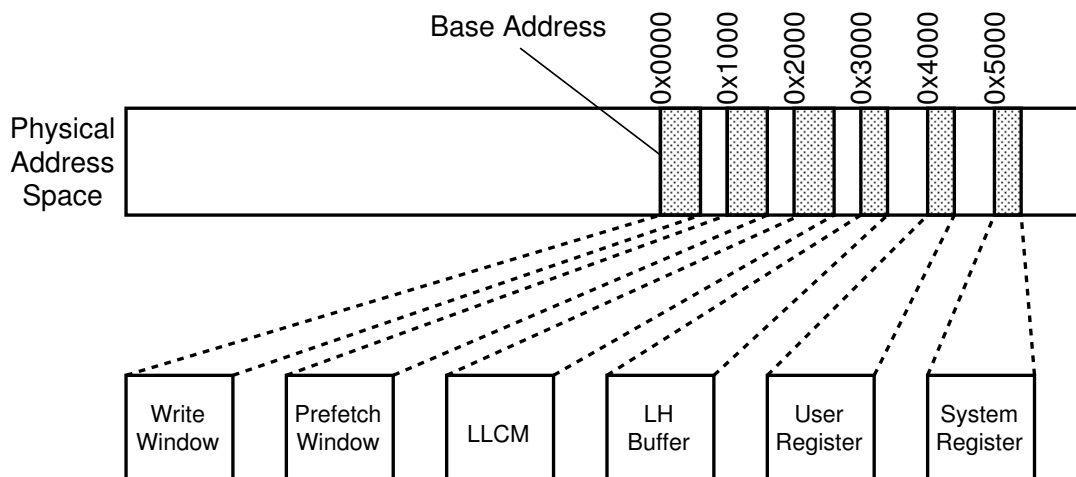 Base Address
0x0000
0x1000
0x2000
0x3000
0x4000
0x5000
Physical
Address
Space
Write
Window
Prefetch
Window
LLCM
LH
Buffer
User
Register
System
Register